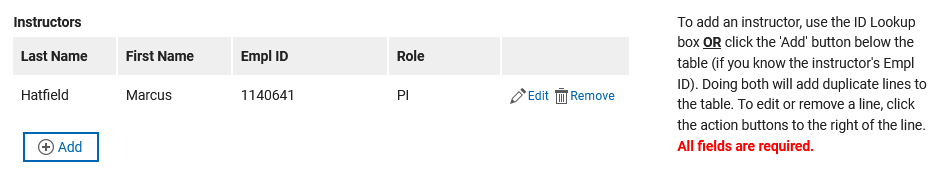 Instructors
Last Name First Name Empl ID Role
Hatfield Marcus 1140641 PI Edit Remove
Add
To add an instructor, use the ID Lookup
box OR click the 'Add' button below the
table (if you know the instructor's Empl
ID). Doing both will add duplicate lines to
the table. To edit or remove a line, click
the action buttons to the right of the line.
All fields are required.